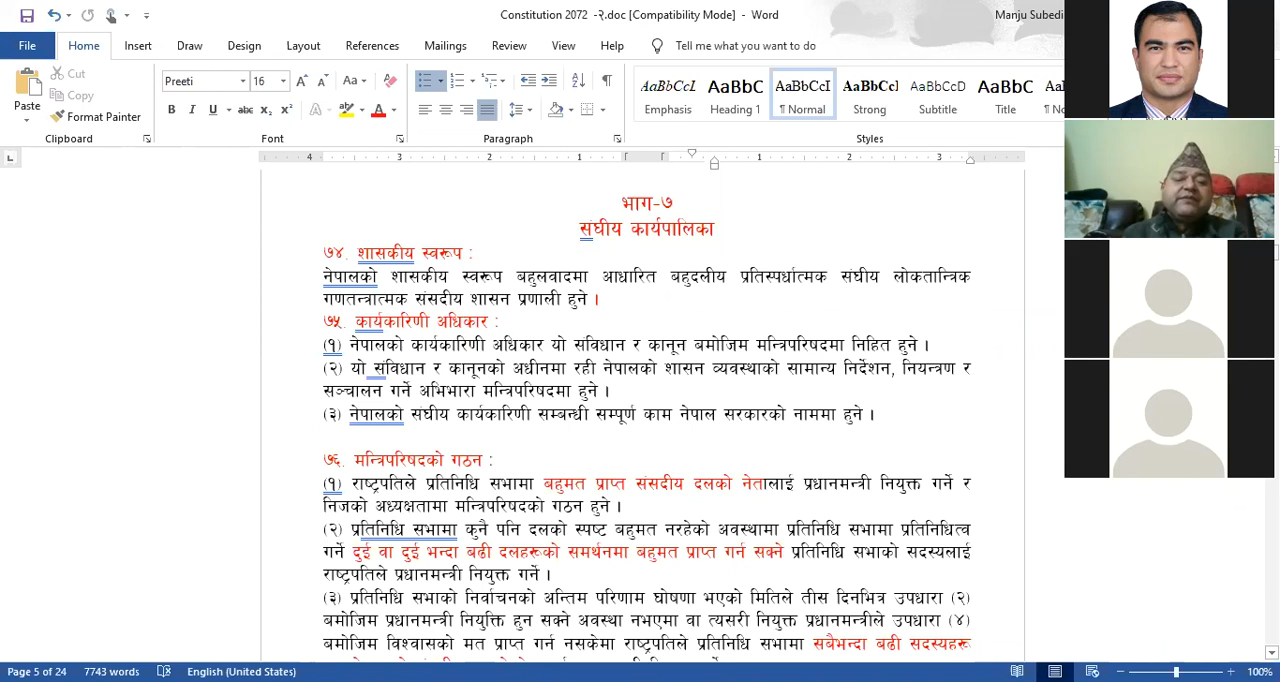 Constitution 2072 -२.doc [Compatibility Mode] - Word
Manju Subedi
File Home Insert Draw Design Layout References Mailings Review View Help Tell me what you want to do
Paste
Cut
Copy
Format Painter
Clipboard
Preeti 16
Font
Paragraph
AaBbCcI Emphasis
AaBbC Heading 1
AaBbCcI ¶ Normal
AaBbCc Strong
AaBbCcD Subtitle
AaBbC Title
Styles
भाग-७
संघीय कार्यपालिका
७४. शासकीय स्वरूप :
नेपालको शासकीय स्वरूप बहुलवादमा आधारित बहुदलीय प्रतिस्पर्धात्मक संघीय लोकतान्त्रिक
गणतन्त्रात्मक संसदीय शासन प्रणाली हुने ।
७५. कार्यकारिणी अधिकार :
(१) नेपालको कार्यकारिणी अधिकार यो संविधान र कानून बमोजिम मन्त्रिपरिषदमा निहित हुने ।
(२) यो संविधान र कानूनको अधीनमा रही नेपालको शासन व्यवस्थाको सामान्य निर्देशन, नियन्त्रण र
सञ्चालन गर्ने अभिभारा मन्त्रिपरिषदमा हुने ।
(३) नेपालको संघीय कार्यकारिणी सम्बन्धी सम्पूर्ण काम नेपाल सरकारको नाममा हुने ।
७६. मन्त्रिपरिषदको गठन :
(१) राष्ट्रपतिले प्रतिनिधि सभामा बहुमत प्राप्त संसदीय दलको नेतालाई प्रधानमन्त्री नियुक्त गर्ने र
निजको अध्यक्षतामा मन्त्रिपरिषदको गठन हुने ।
(२) प्रतिनिधि सभामा कुनै पनि दलको स्पष्ट बहुमत नरहेको अवस्थामा प्रतिनिधि सभामा प्रतिनिधित्व
गर्ने दुई वा दुई भन्दा बढी दलहरूको समर्थनमा बहुमत प्राप्त गर्न सक्ने प्रतिनिधि सभाको सदस्यलाई
राष्ट्रपतिले प्रधानमन्त्री नियुक्त गर्ने ।
(३) प्रतिनिधि सभाको निर्वाचनको अन्तिम परिणाम घोषणा भएको मितिले तीस दिनभित्र उपधारा (२)
बमोजिम प्रधानमन्त्री नियुक्ति हुन सक्ने अवस्था नभएमा वा त्यसरी नियुक्त प्रधानमन्त्रीले उपधारा (४)
बमोजिम विश्वासको मत प्राप्त गर्न नसकेमा राष्ट्रपतिले प्रतिनिधि सभामा सबैभन्दा बढी सदस्यहरू
Page 5 of 24 7743 words English (United States) 100%